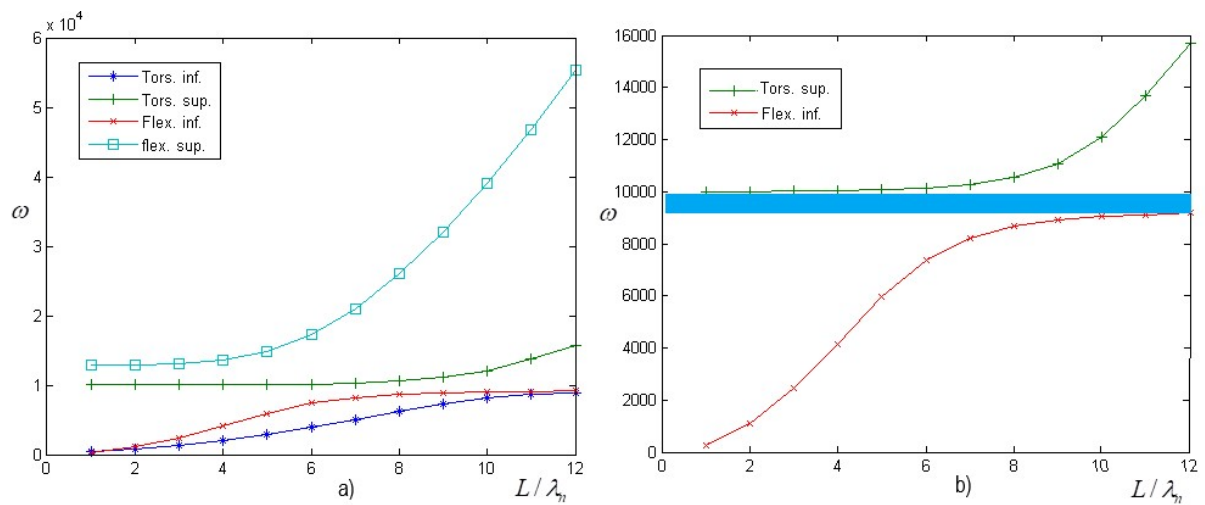 x 10^4
6
5
4
3
2
1
0
ω
Tors. inf.
Tors. sup.
Flex. inf.
flex. sup.
0
2
4
6
8
10
12
a)
L / λn
16000
14000
12000
10000
8000
6000
4000
2000
0
ω
Tors. sup.
Flex. inf.
0
2
4
6
8
10
12
b)
L / λn